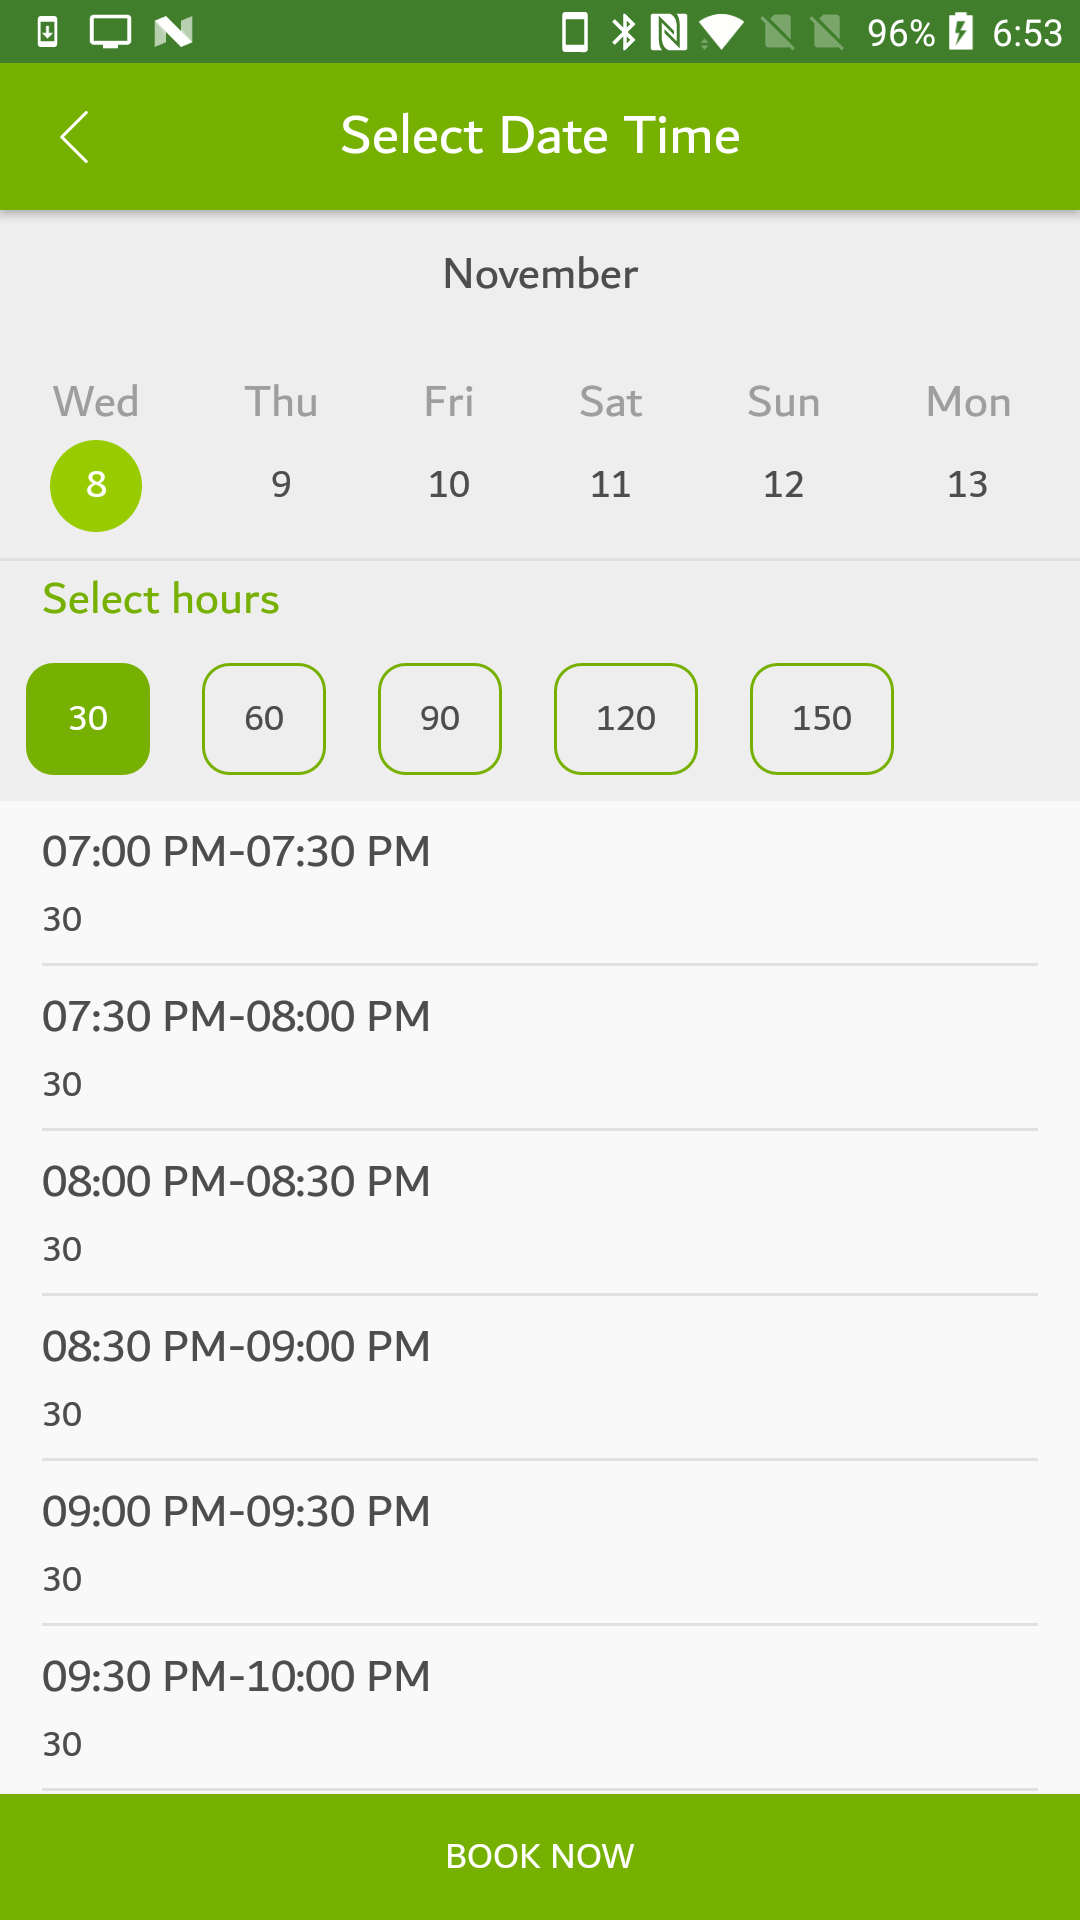 96% 6:53
Select Date Time
November
Wed Thu Fri Sat Sun Mon
8 9 10 11 12 13
Select hours
30 60 90 120 150
07:00 PM-07:30 PM
30
07:30 PM-08:00 PM
30
08:00 PM-08:30 PM
30
08:30 PM-09:00 PM
30
09:00 PM-09:30 PM
30
09:30 PM-10:00 PM
30
BOOK NOW